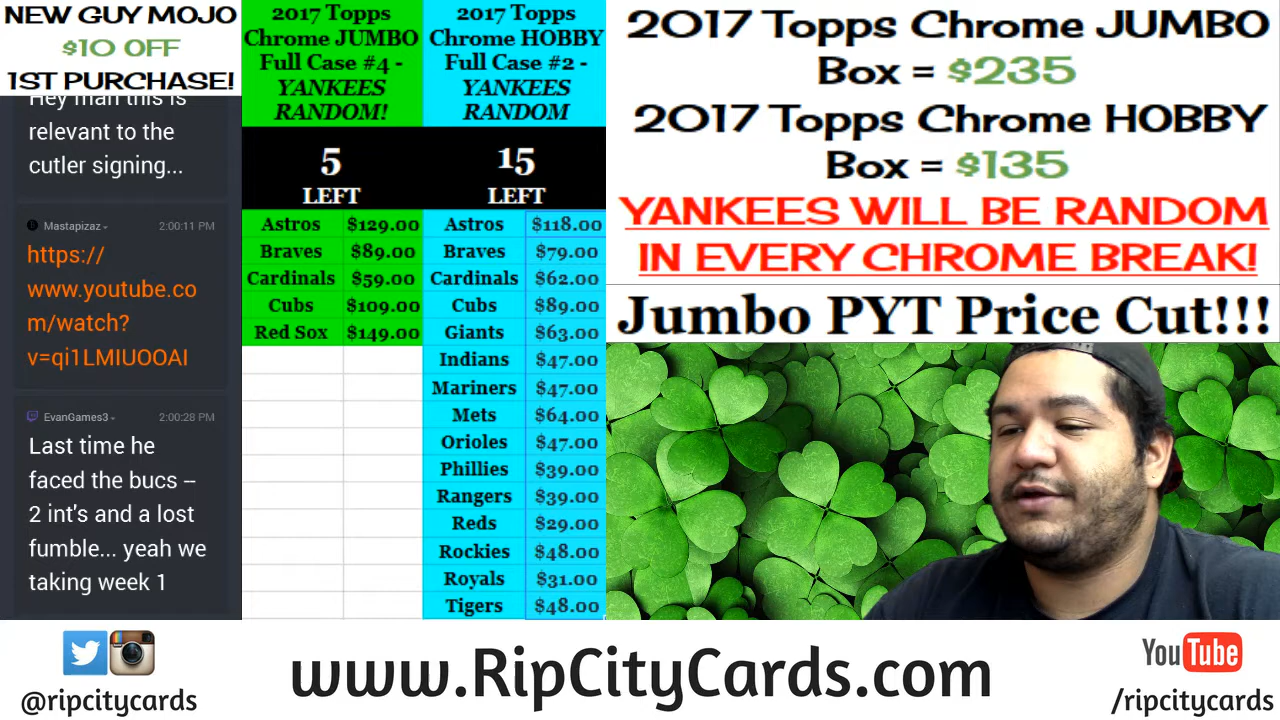 NEW GUY MOJO
$10 OFF
1ST PURCHASE!
Hey man this is
relevant to the
cutler signing...
Mastapizaz
2:00:11 PM
https://
www.youtube.co
m/watch?
v=qi1LMIUOOAI
EvanGames3
2:00:28 PM
Last time he
faced the bucs --
2 int's and a lost
fumble... yeah we
taking week 1
2017 Topps
Chrome JUMBO
Full Case #4 -
YANKEES
RANDOM!
5
LEFT
Astros $129.00
Braves $89.00
Cardinals $59.00
Cubs $109.00
Red Sox $149.00
2017 Topps
Chrome HOBBY
Full Case #2 -
YANKEES
RANDOM
15
LEFT
Astros $118.00
Braves $79.00
Cardinals $62.00
Cubs $89.00
Giants $63.00
Indians $47.00
Mariners $47.00
Mets $64.00
Orioles $47.00
Phillies $39.00
Rangers $39.00
Reds $29.00
Rockies $48.00
Royals $31.00
Tigers $48.00
2017 Topps Chrome JUMBO
Box = $235
2017 Topps Chrome HOBBY
Box = $135
YANKEES WILL BE RANDOM
IN EVERY CHROME BREAK!
Jumbo PYT Price Cut!!!
@ripcitycards
www.RipCityCards.com
YouTube
/ripcitycards